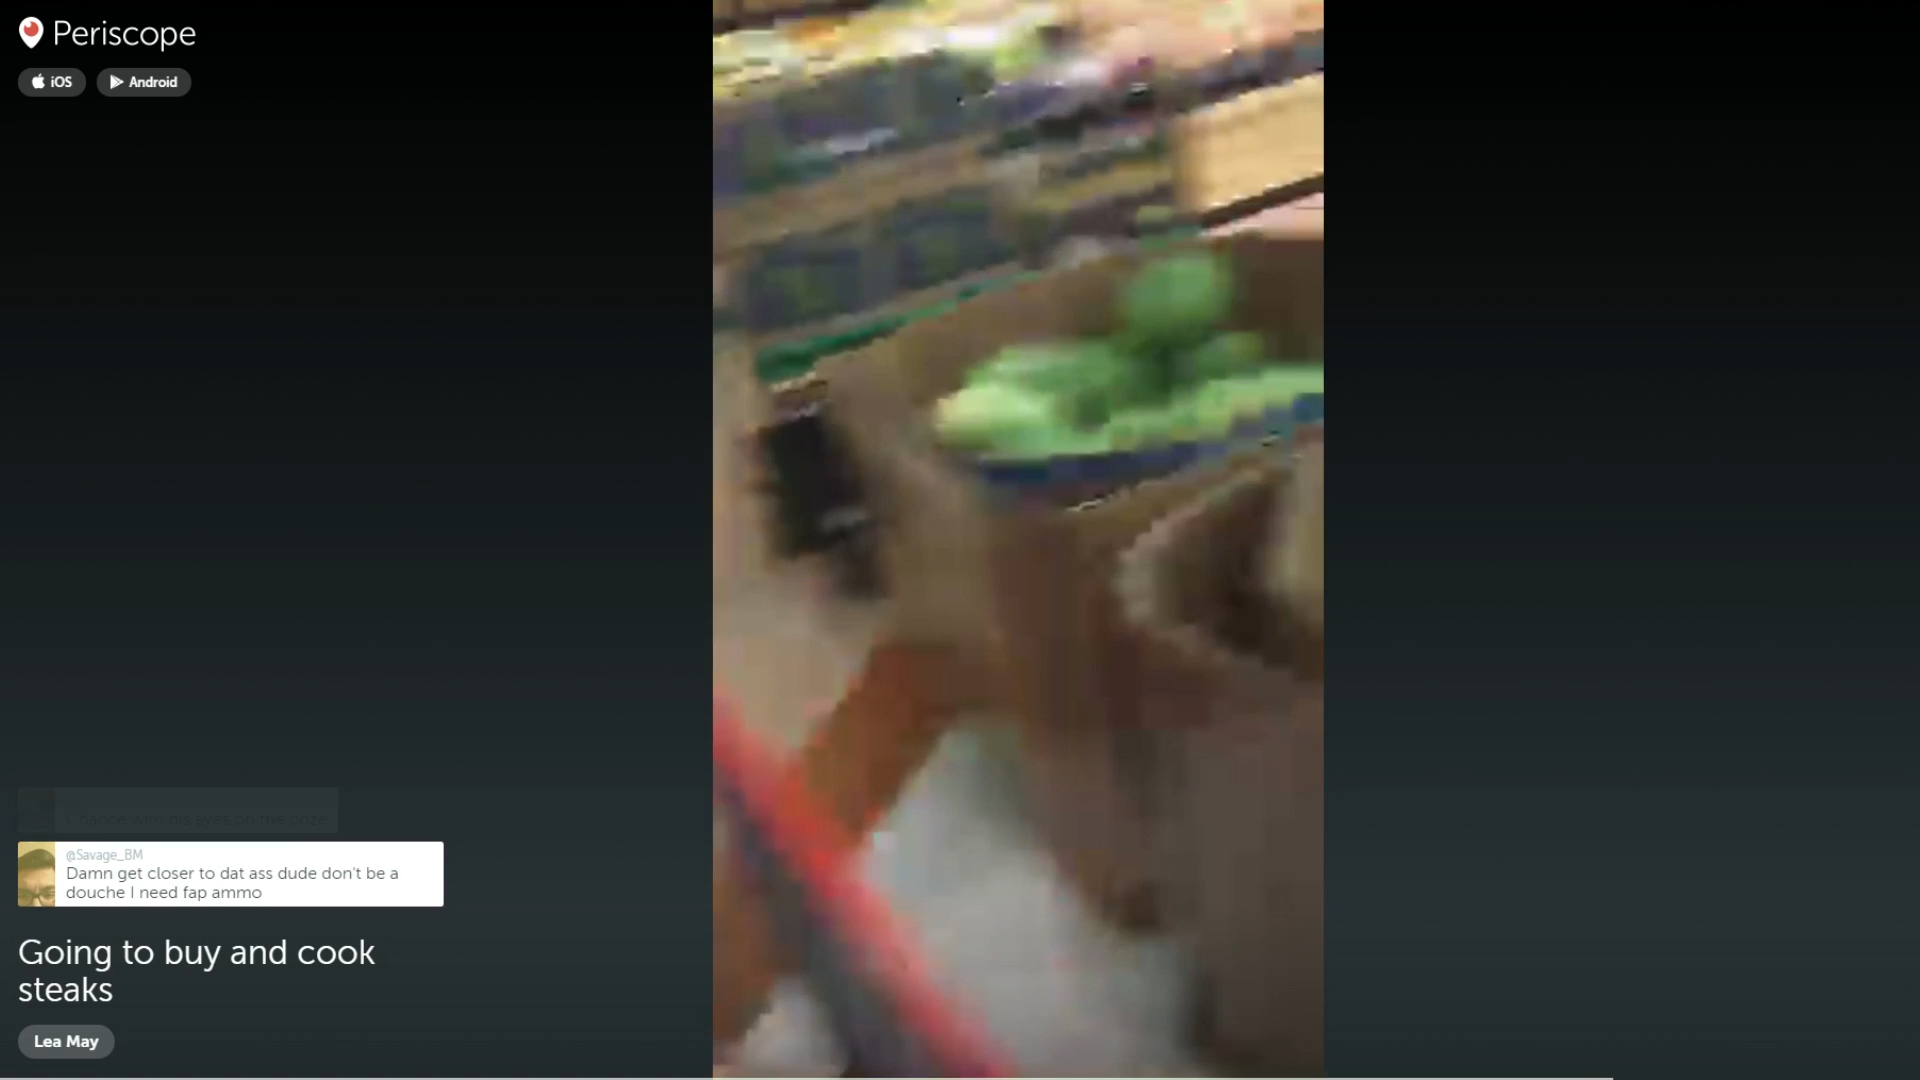 Periscope
iOS
Android
@Savage_BM
Damn get closer to dat ass dude don't be a
douche I need fap ammo
Going to buy and cook
steaks
Lea May